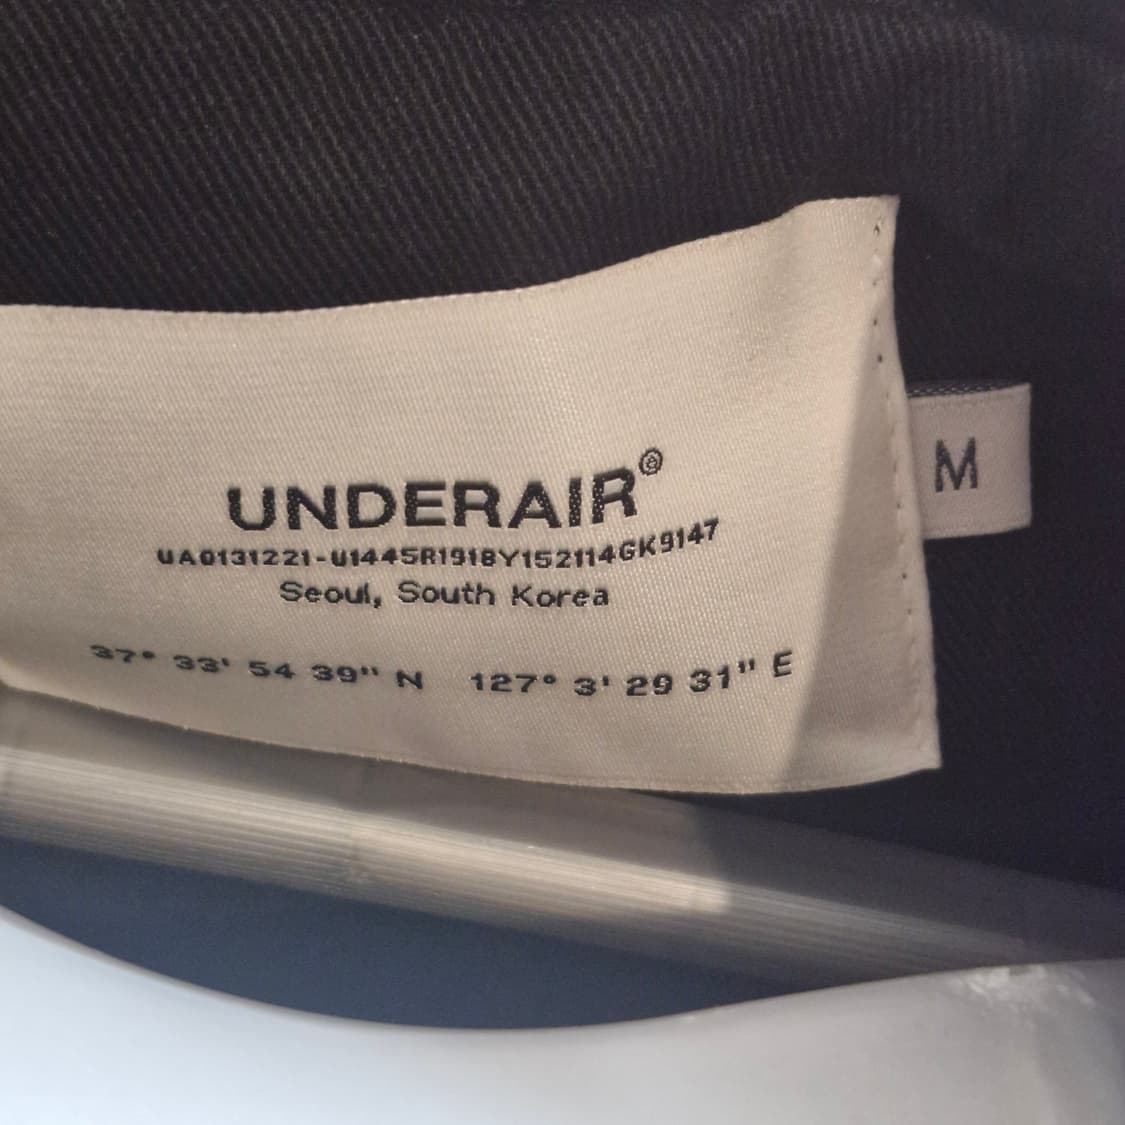 UNDERAIR®
UA0131221-U1445R1918Y152114GK9147
Seoul, South Korea
37° 33' 54 39" N 127° 3' 29 31" E
M